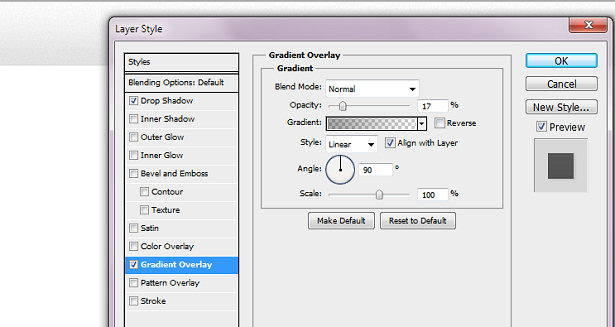 Layer Style
Styles
Blending Options: Default
Drop Shadow
Inner Shadow
Outer Glow
Inner Glow
Bevel and Emboss
Contour
Texture
Satin
Color Overlay
Gradient Overlay
Pattern Overlay
Stroke
Gradient Overlay
Gradient
Blend Mode: Normal
Opacity: 17 %
Gradient: Reverse
Style: Linear Align with Layer
Angle: 90 °
Scale: 100 %
Make Default Reset to Default
OK
Cancel
New Style...
Preview